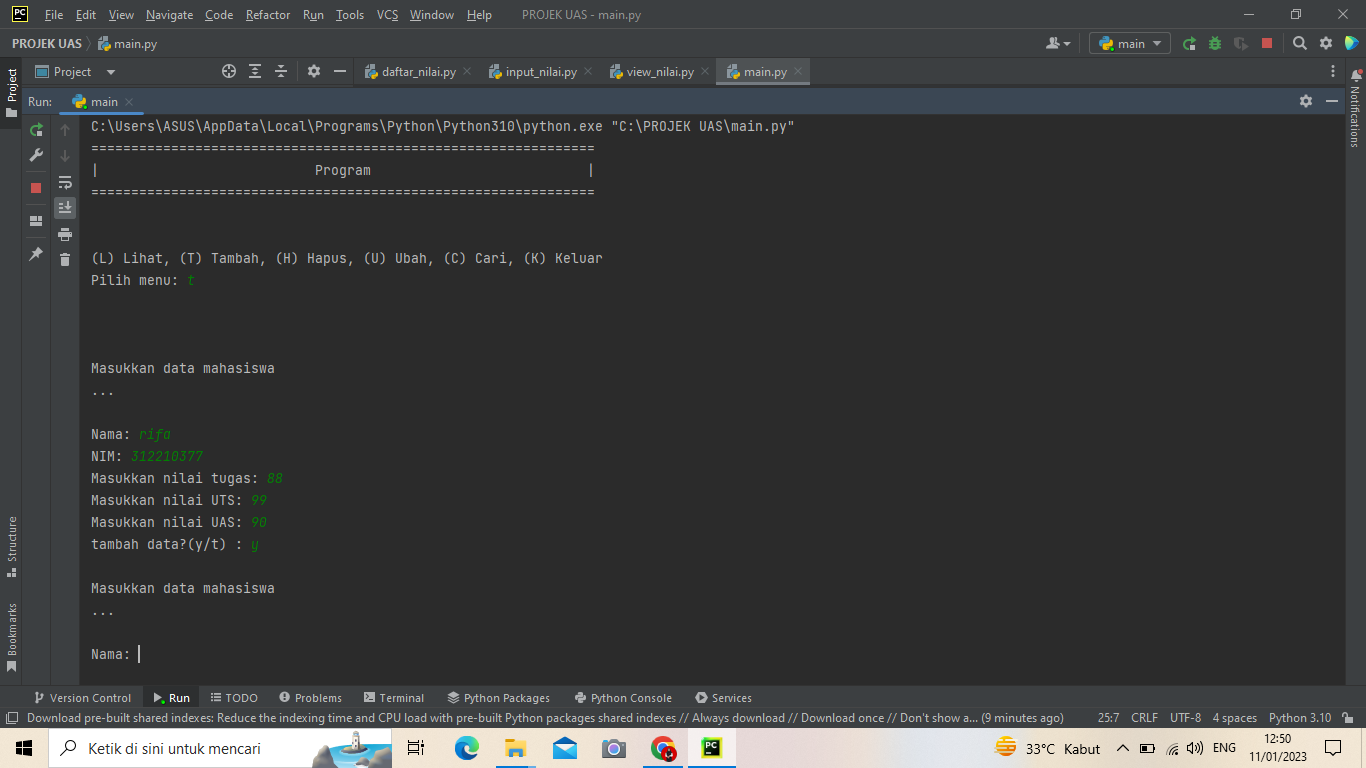 File Edit View Navigate Code Refactor Run Tools VCS Window Help PROJEK UAS - main.py
PROJEK UAS main.py main
Project daftar_nilai.py input_nilai.py view_nilai.py main.py
Run: main
C:\Users\ASUS\AppData\Local\Programs\Python\Python310\python.exe "C:\PROJEK UAS\main.py"
===============================================================
| Program |
===============================================================
(L) Lihat, (T) Tambah, (H) Hapus, (U) Ubah, (C) Cari, (K) Keluar
Pilih menu: t
Masukkan data mahasiswa
...
Nama: rifa
NIM: 312210377
Masukkan nilai tugas: 88
Masukkan nilai UTS: 99
Masukkan nilai UAS: 90
tambah data?(y/t) : y
Masukkan data mahasiswa
...
Nama:
Project
Structure
Bookmarks
Notifications
Version Control Run TODO Problems Terminal Python Packages Python Console Services
Download pre-built shared indexes: Reduce the indexing time and CPU load with pre-built Python packages shared indexes // Always download // Download once // Don't show a... (9 minutes ago) 25:7 CRLF UTF-8 4 spaces Python 3.10
Ketik di sini untuk mencari 33°C Kabut ENG 12:50
11/01/2023